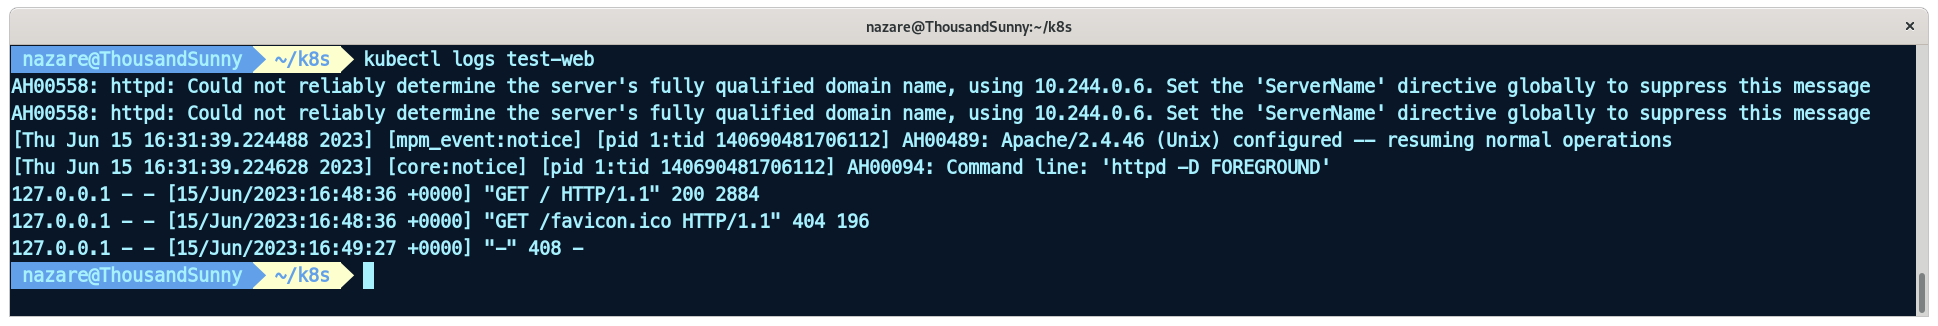 nazare@ThousandSunny:~/k8s ×
nazare@ThousandSunny ~/k8s kubectl logs test-web
AH00558: httpd: Could not reliably determine the server's fully qualified domain name, using 10.244.0.6. Set the 'ServerName' directive globally to suppress this message
AH00558: httpd: Could not reliably determine the server's fully qualified domain name, using 10.244.0.6. Set the 'ServerName' directive globally to suppress this message
[Thu Jun 15 16:31:39.224488 2023] [mpm_event:notice] [pid 1:tid 140690481706112] AH00489: Apache/2.4.46 (Unix) configured -- resuming normal operations
[Thu Jun 15 16:31:39.224628 2023] [core:notice] [pid 1:tid 140690481706112] AH00094: Command line: 'httpd -D FOREGROUND'
127.0.0.1 - - [15/Jun/2023:16:48:36 +0000] "GET / HTTP/1.1" 200 2884
127.0.0.1 - - [15/Jun/2023:16:48:36 +0000] "GET /favicon.ico HTTP/1.1" 404 196
127.0.0.1 - - [15/Jun/2023:16:49:27 +0000] "-" 408 -
nazare@ThousandSunny ~/k8s